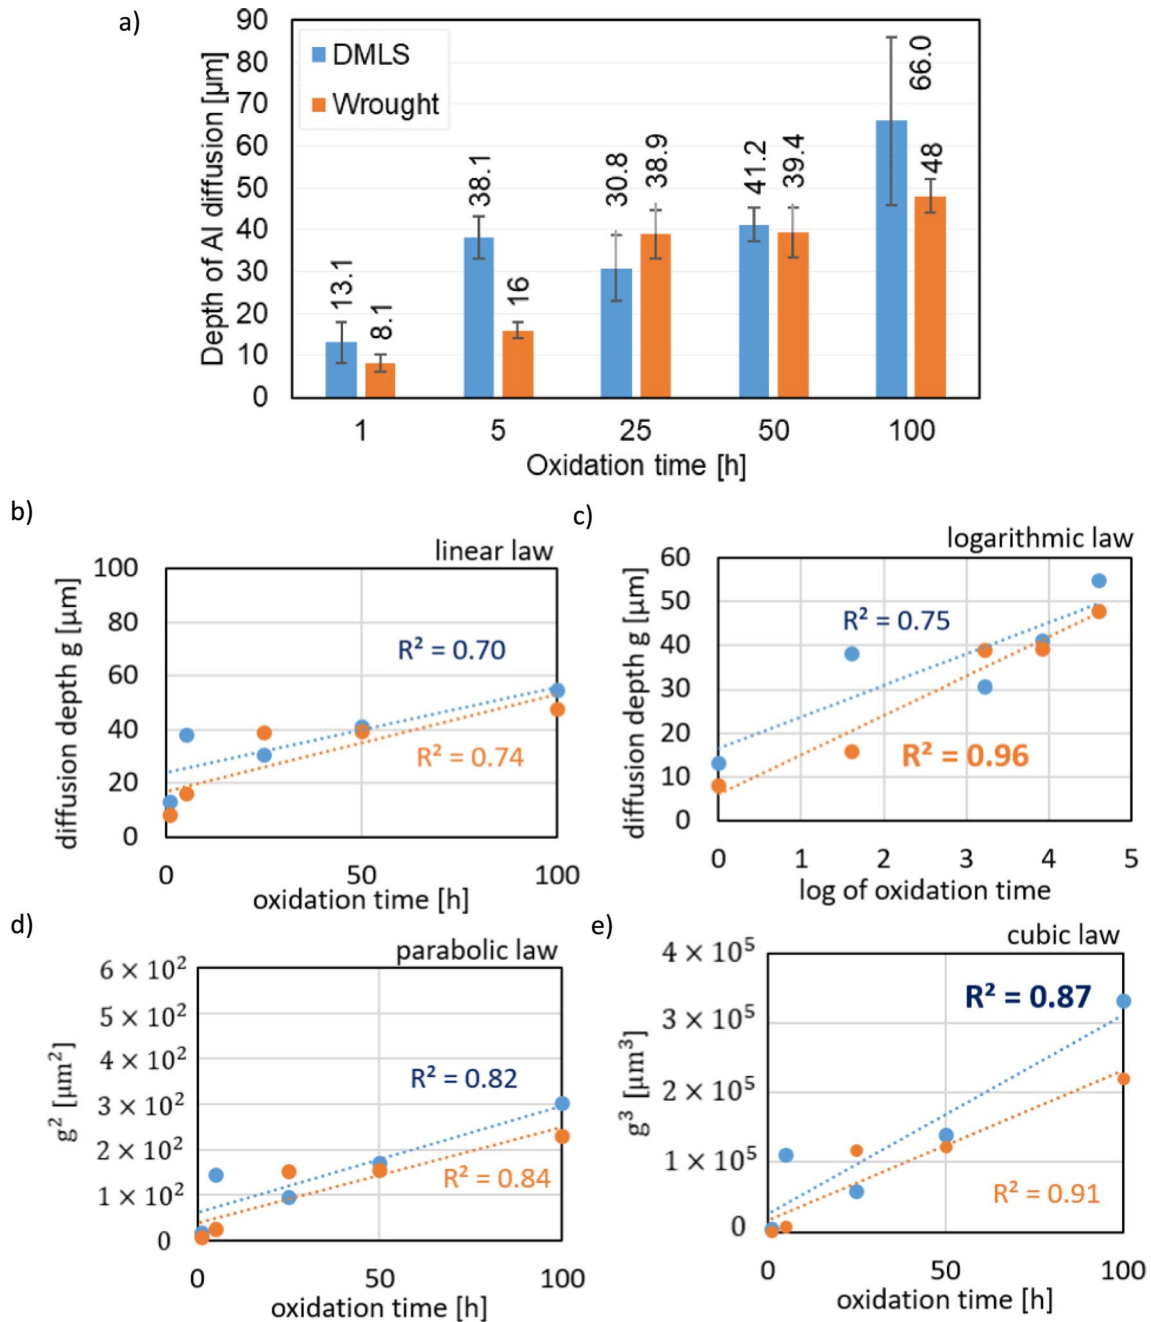 a)
Depth of Al diffusion [µm]
90
80
70
60
50
40
30
20
10
0
DMLS
Wrought
13.1
8.1
38.1
16
30.8
38.9
41.2
39.4
66.0
48
1 5 25 50 100
Oxidation time [h]
b)
linear law
diffusion depth g [µm]
100
80
60
40
20
0
R² = 0.70
R² = 0.74
0 50 100
oxidation time [h]
c)
logarithmic law
diffusion depth g [µm]
60
50
40
30
20
10
0
R² = 0.75
R² = 0.96
0 1 2 3 4 5
log of oxidation time
d)
parabolic law
g² [µm²]
6 × 10²
5 × 10²
4 × 10²
3 × 10²
2 × 10²
1 × 10²
0
R² = 0.82
R² = 0.84
0 50 100
oxidation time [h]
e)
cubic law
g³ [µm³]
4 × 10⁵
3 × 10⁵
2 × 10⁵
1 × 10⁵
0
R² = 0.87
R² = 0.91
0 50 100
oxidation time [h]